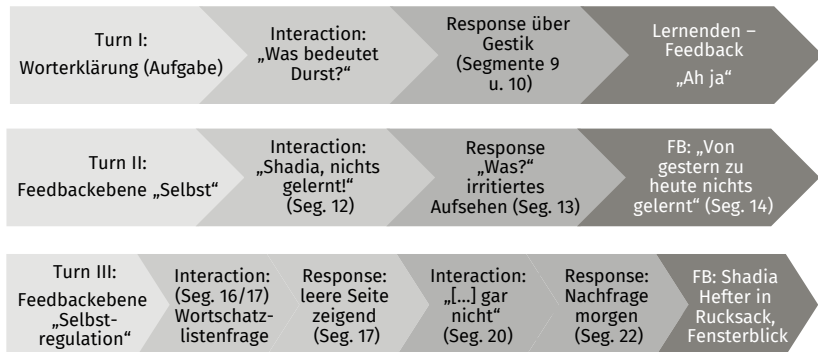 Turn I:
Worterklärung (Aufgabe)
Interaction:
„Was bedeutet
Durst?“
Response über
Gestik
(Segmente 9
u. 10)
Lernenden –
Feedback
„Ah ja“
Turn II:
Feedbackebene „Selbst“
Interaction:
„Shadia, nichts
gelernt!“
(Seg. 12)
Response
„Was?“
irritiertes
Aufsehen (Seg. 13)
FB: „Von
gestern zu
heute nichts
gelernt“ (Seg. 14)
Turn III:
Feedbackebene
„Selbst-
regulation“
Interaction:
(Seg. 16/17)
Wortschatz-
listenfrage
Response:
leere Seite
zeigend
(Seg. 17)
Interaction:
„[...] gar
nicht“
(Seg. 20)
Response:
Nachfrage
morgen
(Seg. 22)
FB: Shadia
Hefter in
Rucksack,
Fensterblick